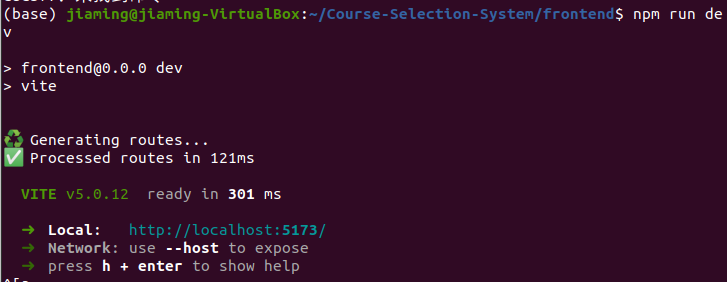 (base) jiaming@jiaming-VirtualBox:~/Course-Selection-System/frontend$ npm run de
v
> frontend@0.0.0 dev
> vite
♻️ Generating routes...
✅ Processed routes in 121ms
VITE v5.0.12 ready in 301 ms
➜ Local: http://localhost:5173/
➜ Network: use --host to expose
➜ press h + enter to show help